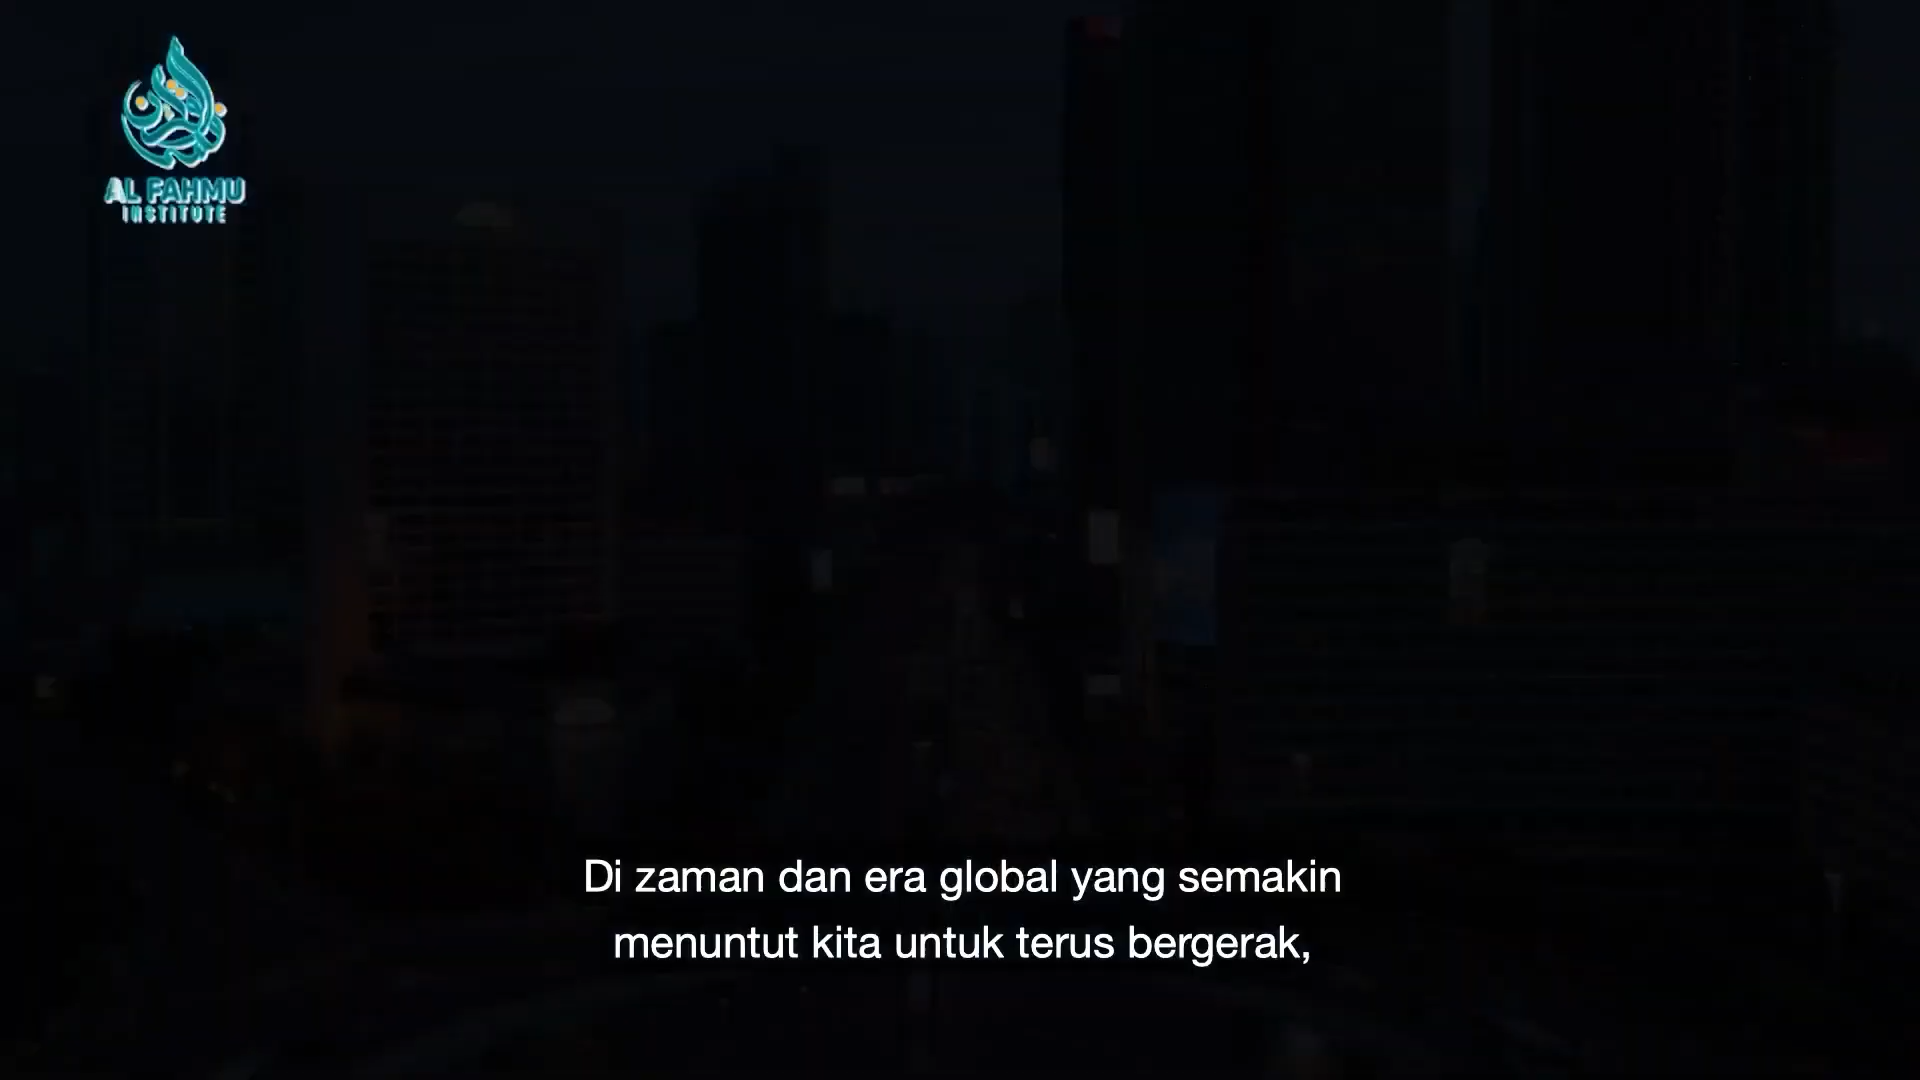 AL FAHMU
INSTITUTE
Di zaman dan era global yang semakin
menuntut kita untuk terus bergerak,